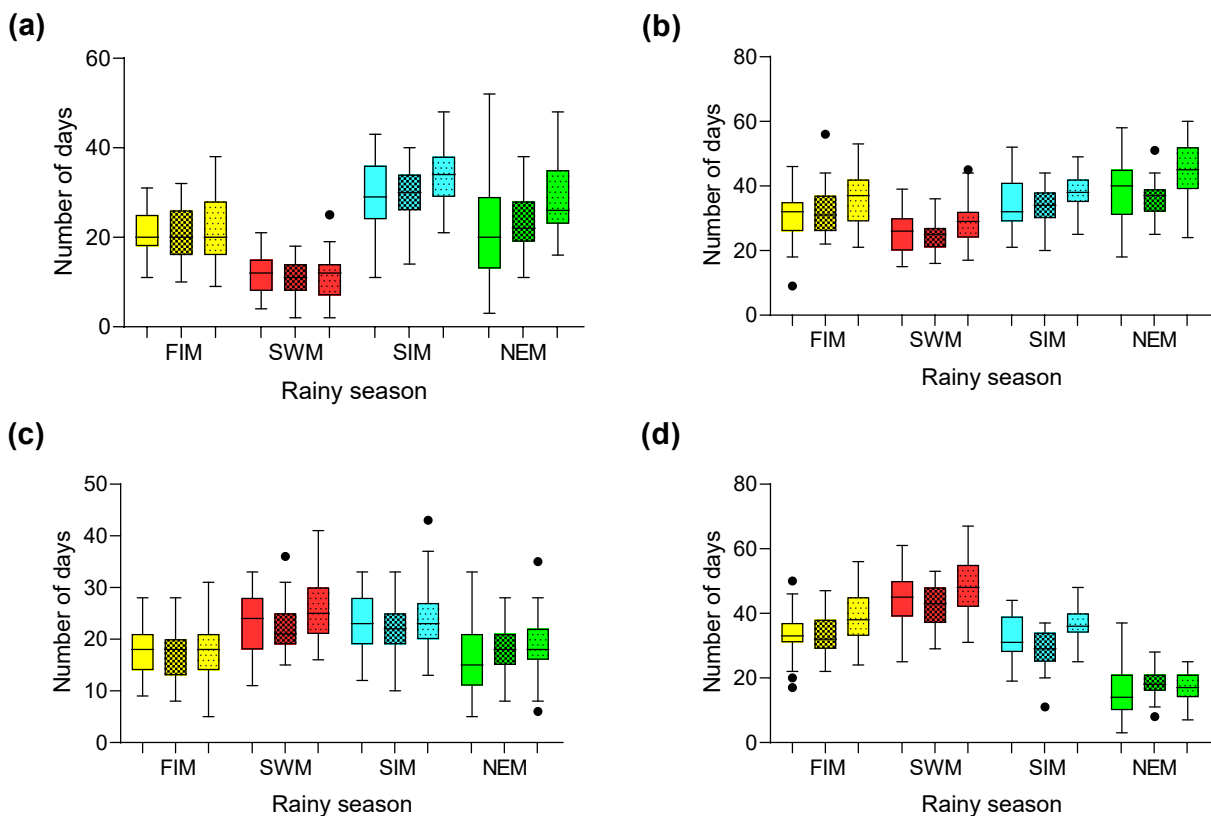 (a)
Number of days
60
40
20
0
FIM SWM SIM NEM
Rainy season
(b)
Number of days
80
60
40
20
0
FIM SWM SIM NEM
Rainy season
(c)
Number of days
50
40
30
20
10
0
FIM SWM SIM NEM
Rainy season
(d)
Number of days
80
60
40
20
0
FIM SWM SIM NEM
Rainy season